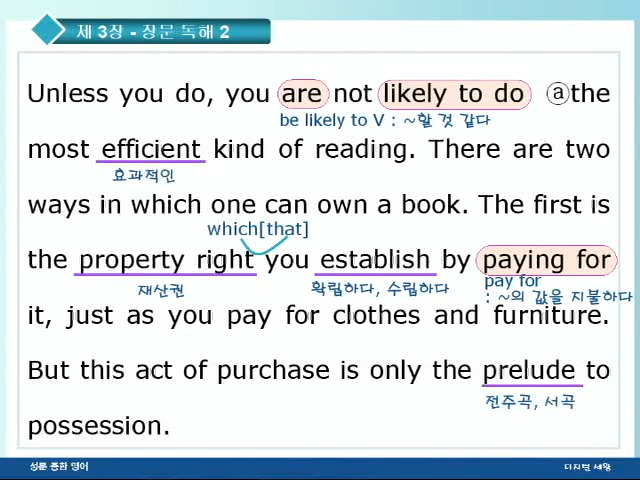 제 3장 - 장문 독해 2
Unless you do, you are not likely to do ⓐthe
be likely to V : ~할 것 같다
most efficient kind of reading. There are two
효과적인
ways in which one can own a book. The first is
which[that]
the property right you establish by paying for
재산권 확립하다, 수립하다 pay for
: ~의 값을 지불하다
it, just as you pay for clothes and furniture.
But this act of purchase is only the prelude to
전주곡, 서곡
possession.
성문 종합 영어 디지털 세왕